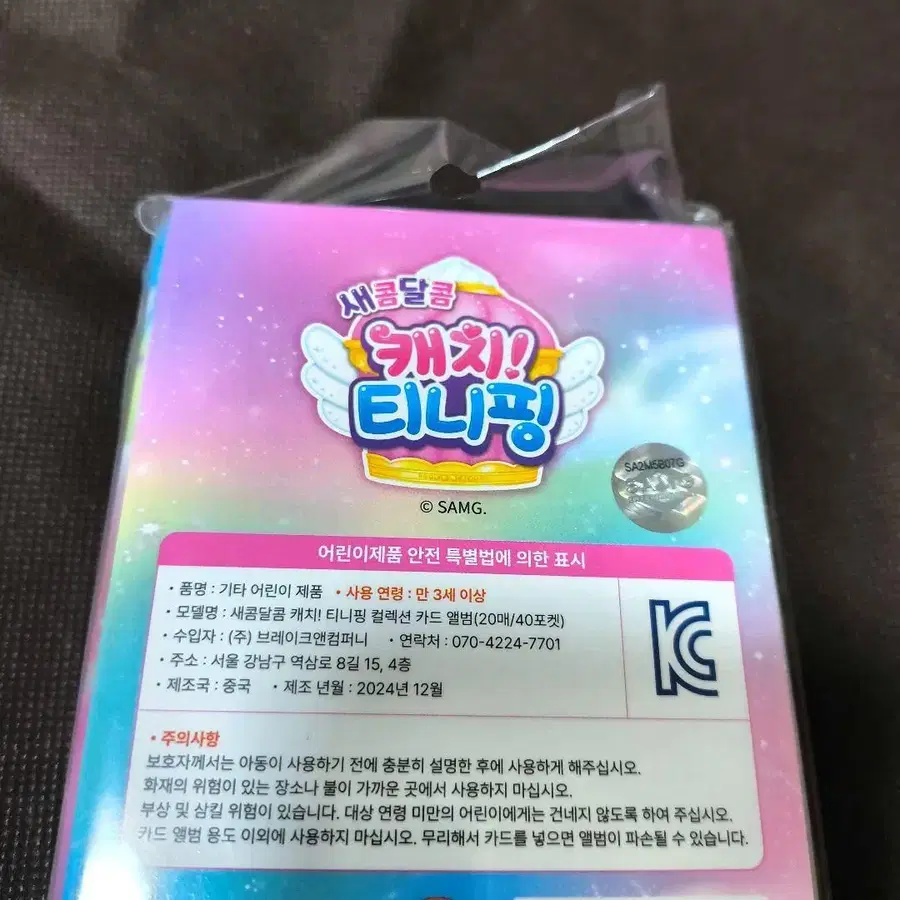 새콤달콤
캐치!
티니핑
© SAMG.
SA2M5B07G
어린이제품 안전 특별법에 의한 표시
• 품명 : 기타 어린이 제품 • 사용 연령 : 만 3세 이상
• 모델명 : 새콤달콤 캐치! 티니핑 컬렉션 카드 앨범(20매/40포켓)
• 수입자 : (주) 브레이크앤컴퍼니 • 연락처 : 070-4224-7701
• 주소 : 서울 강남구 역삼로 8길 15, 4층
• 제조국 : 중국 • 제조 년월 : 2024년 12월
KC
• 주의사항
보호자께서는 아동이 사용하기 전에 충분히 설명한 후에 사용하게 해주십시오.
화재의 위험이 있는 장소나 불이 가까운 곳에서 사용하지 마십시오.
부상 및 삼킬 위험이 있습니다. 대상 연령 미만의 어린이에게는 건네지 않도록 하여 주십시오.
카드 앨범 용도 이외에 사용하지 마십시오. 무리해서 카드를 넣으면 앨범이 파손될 수 있습니다.